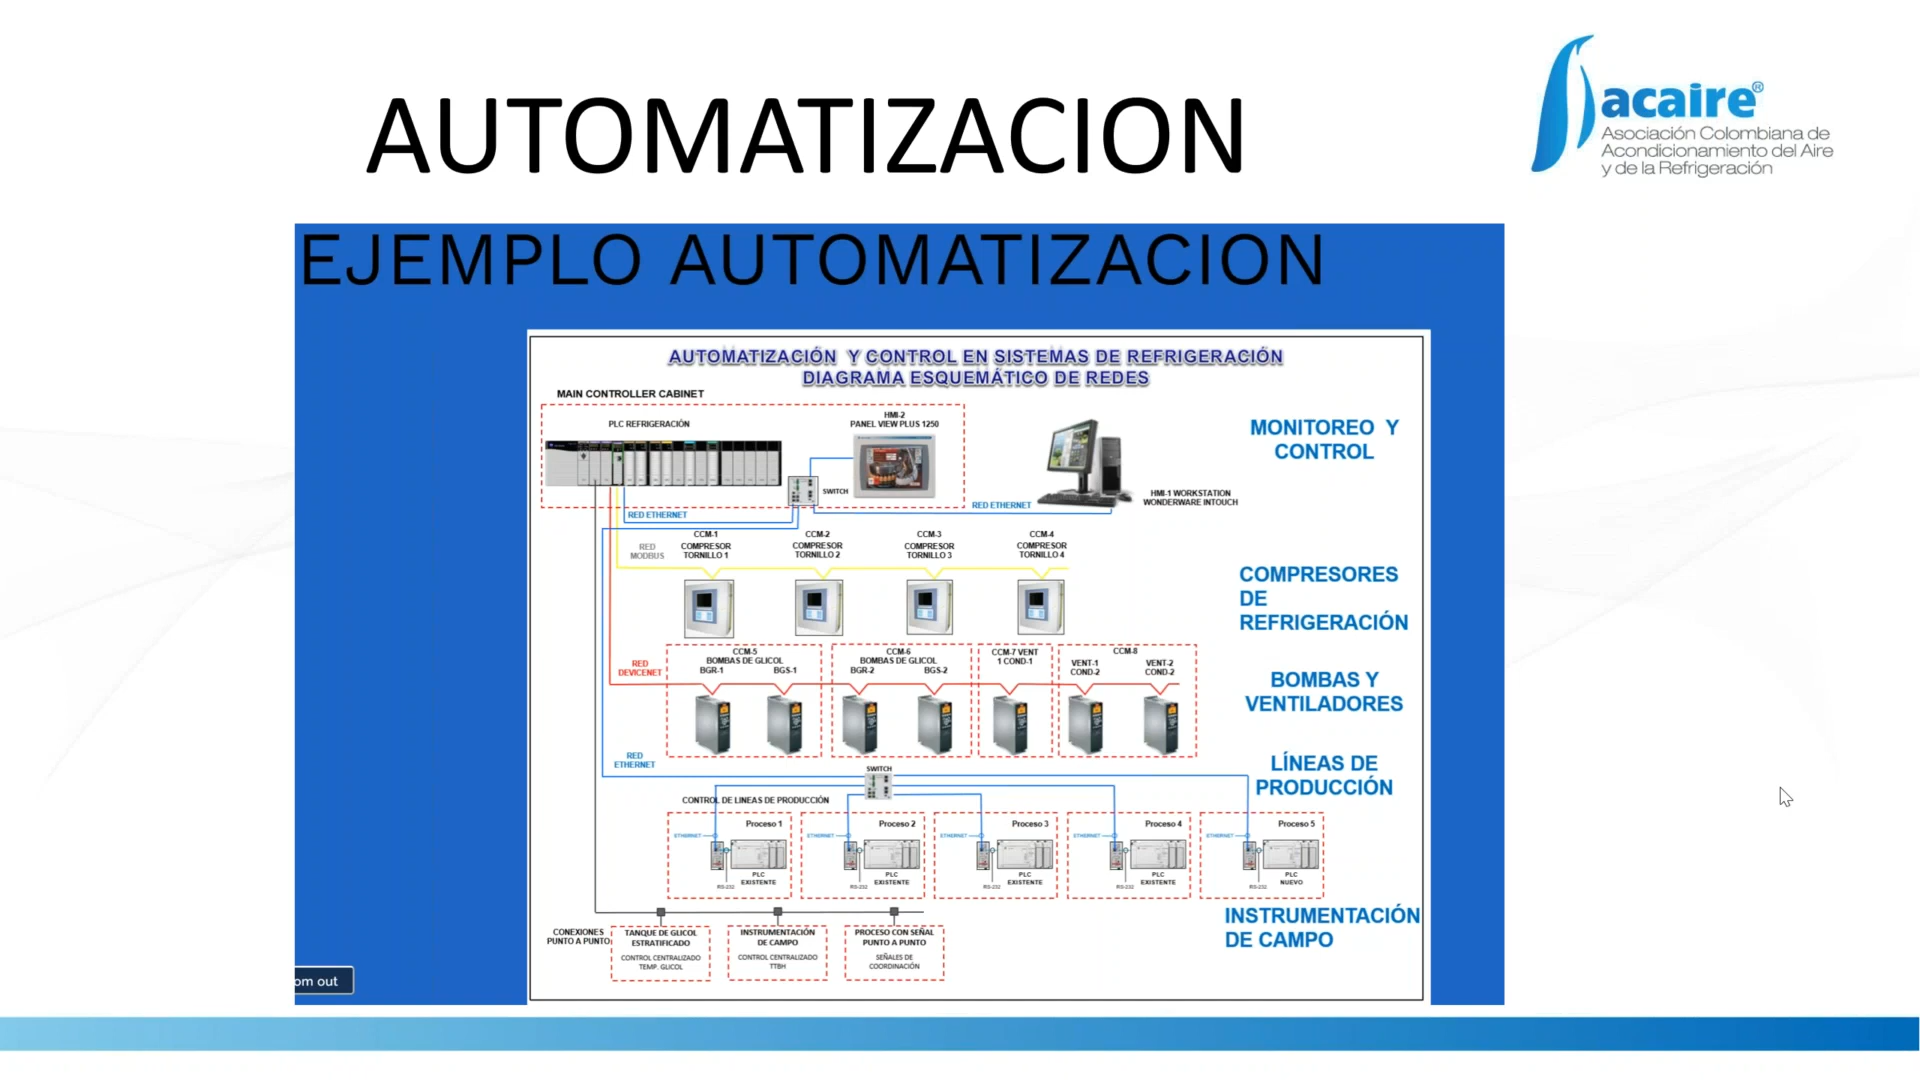 AUTOMATIZACION
acaire®
Asociación Colombiana de
Acondicionamiento del Aire
y de la Refrigeración
EJEMPLO AUTOMATIZACION
AUTOMATIZACIÓN Y CONTROL EN SISTEMAS DE REFRIGERACIÓN
DIAGRAMA ESQUEMÁTICO DE REDES
MAIN CONTROLLER CABINET
PLC REFRIGERACIÓN
HMI-2
PANEL VIEW PLUS 1250
SWITCH
RED ETHERNET
RED ETHERNET
HMI-1 WORKSTATION
WONDERWARE INTOUCH
MONITOREO Y
CONTROL
RED
MODBUS
CCM-1
COMPRESOR
TORNILLO 1
CCM-2
COMPRESOR
TORNILLO 2
CCM-3
COMPRESOR
TORNILLO 3
CCM-4
COMPRESOR
TORNILLO 4
COMPRESORES
DE
REFRIGERACIÓN
RED
DEVICENET
CCM-5
BOMBAS DE GLICOL
BGR-1 BGS-1
CCM-6
BOMBAS DE GLICOL
BGR-2 BGS-2
CCM-7 VENT
1 COND-1
CCM-8
VENT-1
COND-2
VENT-2
COND-2
BOMBAS Y
VENTILADORES
RED
ETHERNET
SWITCH
LÍNEAS DE
PRODUCCIÓN
CONTROL DE LINEAS DE PRODUCCIÓN
Proceso 1
ETHERNET
PLC
EXISTENTE
RS-232
Proceso 2
ETHERNET
PLC
EXISTENTE
RS-232
Proceso 3
ETHERNET
PLC
EXISTENTE
RS-232
Proceso 4
ETHERNET
PLC
EXISTENTE
RS-232
Proceso 5
ETHERNET
PLC
NUEVO
RS-232
INSTRUMENTACIÓN
DE CAMPO
CONEXIONES
PUNTO A PUNTO
TANQUE DE GLICOL
ESTRATIFICADO
CONTROL CENTRALIZADO
TEMP. GLICOL
INSTRUMENTACIÓN
DE CAMPO
CONTROL CENTRALIZADO
TTBH
PROCESO CON SEÑAL
PUNTO A PUNTO
SEÑALES DE
COORDINACIÓN
om out